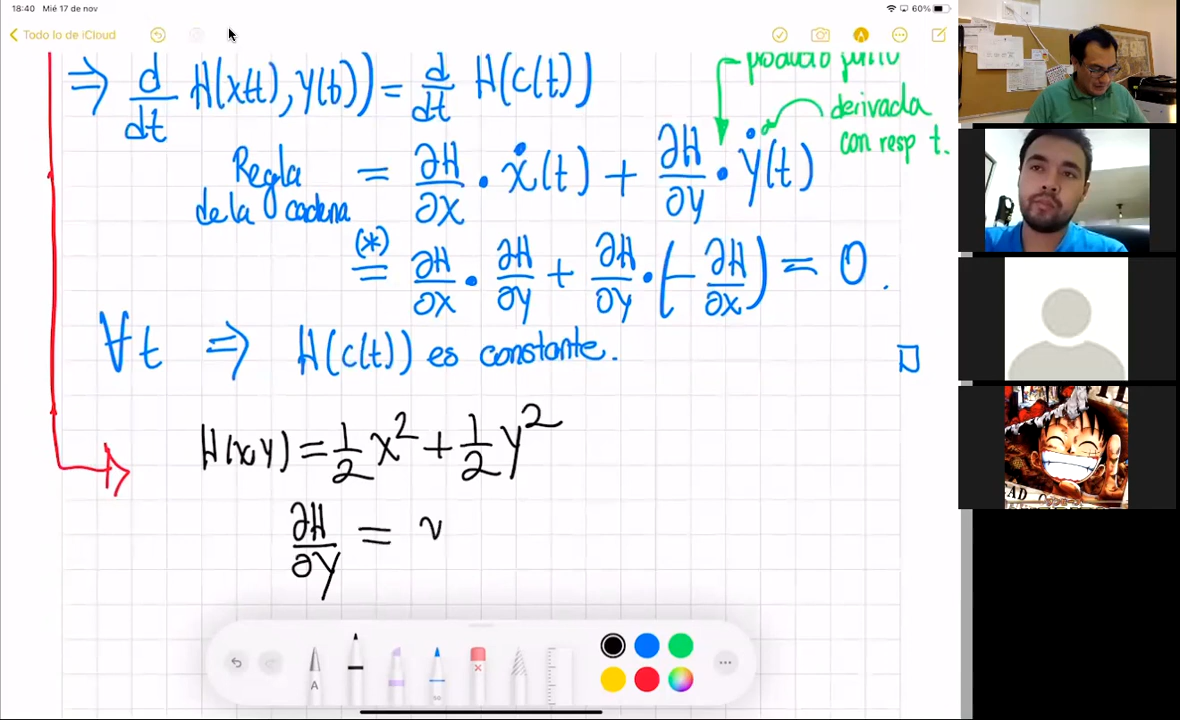 18:40 Mié 17 de nov
60%
Todo lo de iCloud
⇒ d/dt H(x(t), y(t)) = d/dt H(c(t))
producto punto
derivada
con resp t.
Regla
de la cadena
= ∂H/∂x • ẋ(t) + ∂H/∂y • ẏ(t)
(*)
= ∂H/∂x • ∂H/∂y + ∂H/∂y • (− ∂H/∂x) = 0.
∀t ⇒ H(c(t)) es constante. □
H(x,y) = 1/2 x² + 1/2 y²
∂H/∂y =
A
50